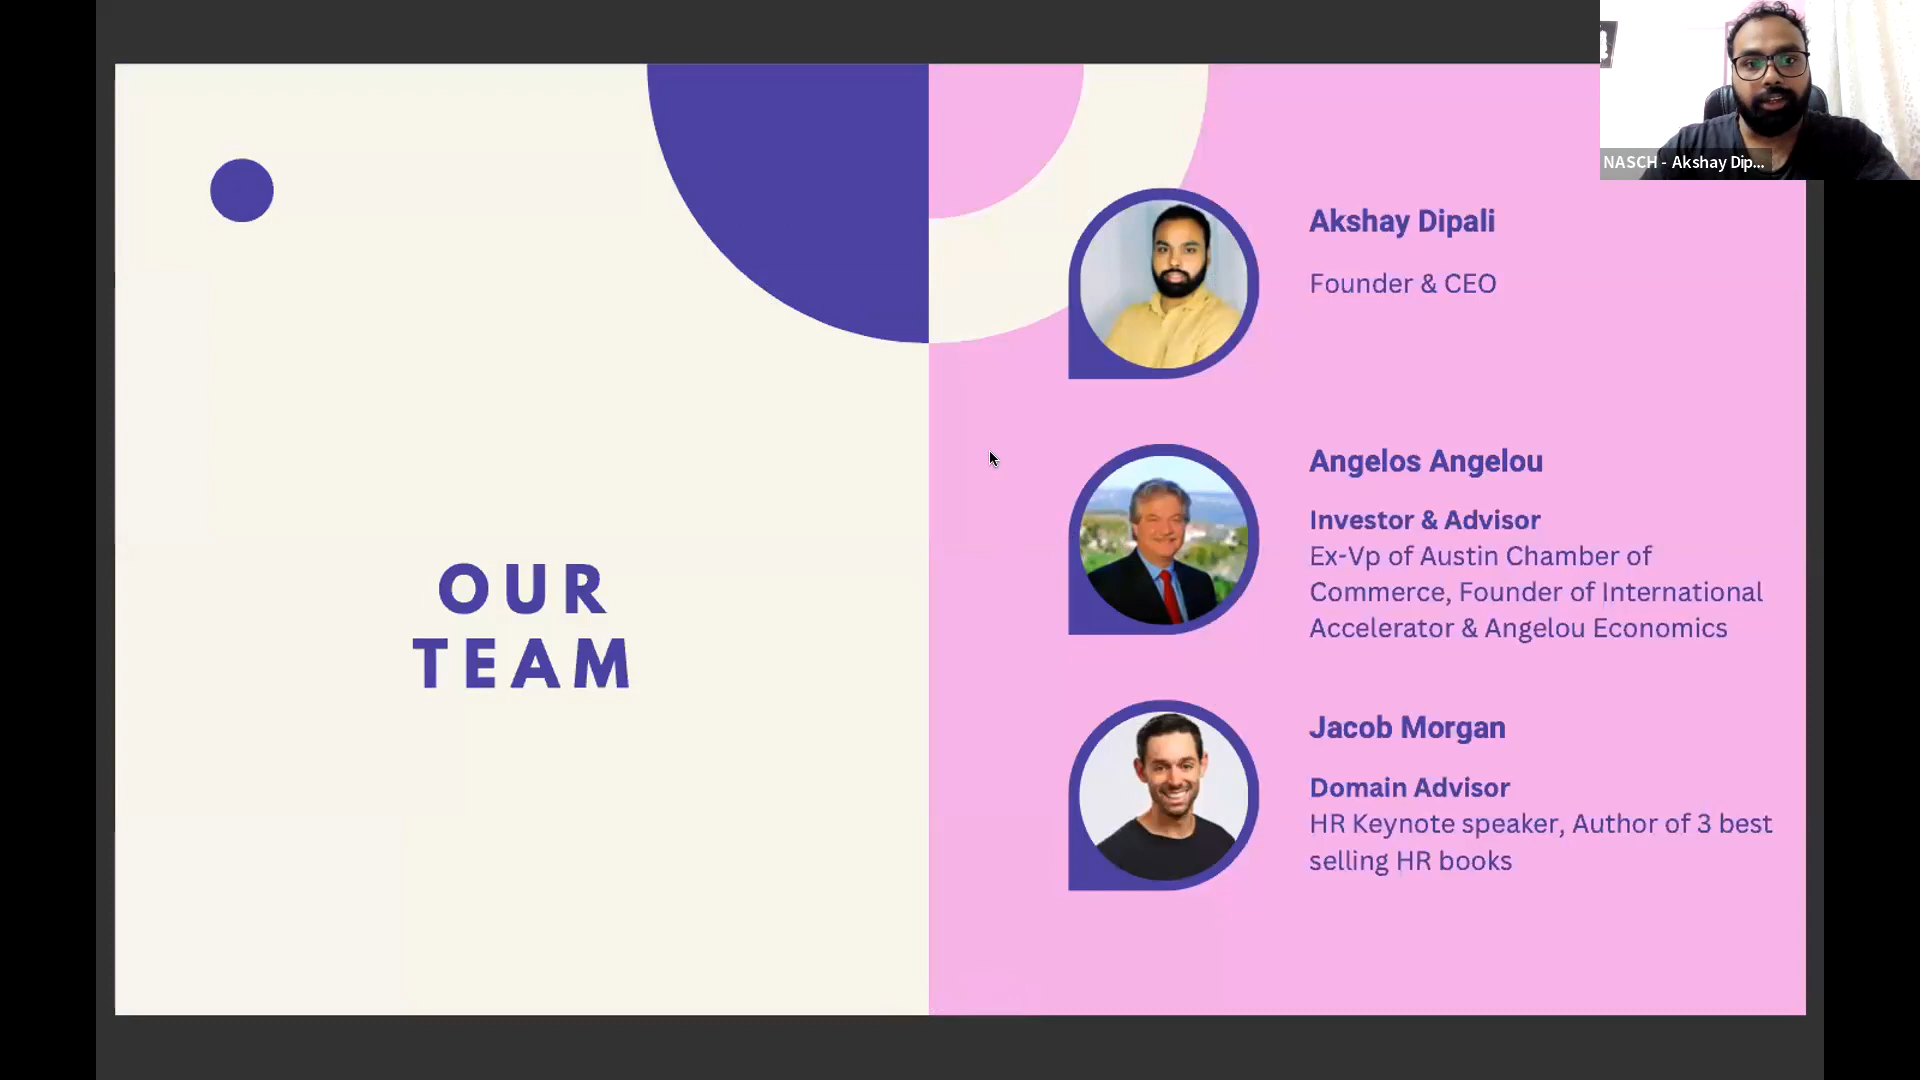 NASCH - Akshay Dip...
OUR
TEAM
Akshay Dipali
Founder & CEO
Angelos Angelou
Investor & Advisor
Ex-Vp of Austin Chamber of
Commerce, Founder of International
Accelerator & Angelou Economics
Jacob Morgan
Domain Advisor
HR Keynote speaker, Author of 3 best
selling HR books